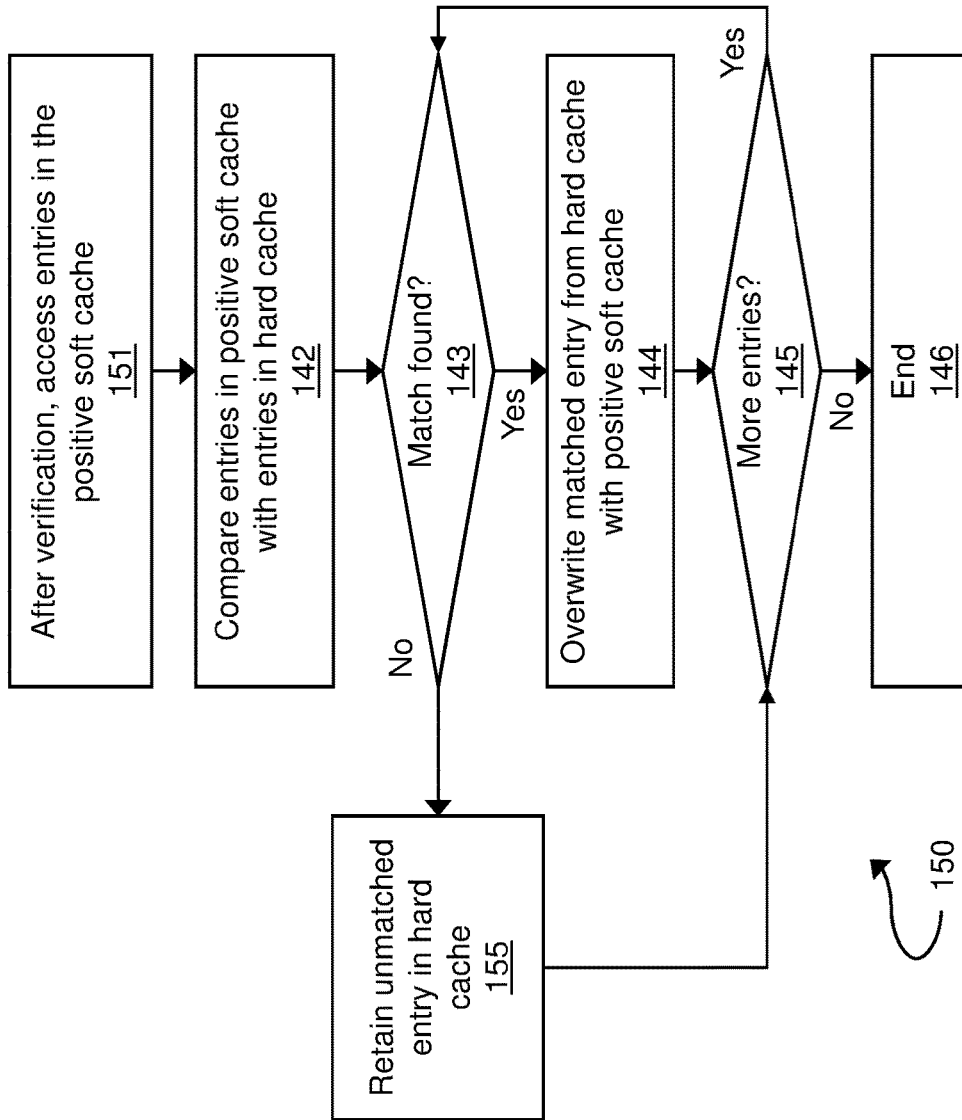 After verification, access entries in the
positive soft cache
151
Compare entries in positive soft cache
with entries in hard cache
142
Match found?
143
No
Yes
Retain unmatched
entry in hard
cache
155
Overwrite matched entry from hard cache
with positive soft cache
144
More entries?
145
Yes
No
End
146
150